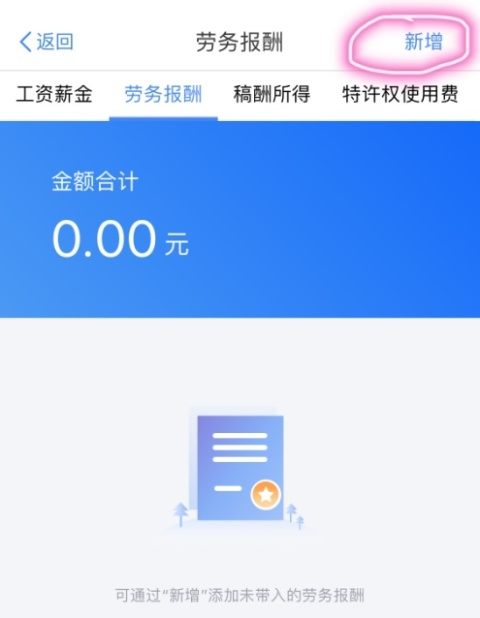 返回 劳务报酬 新增
工资薪金 劳务报酬 稿酬所得 特许权使用费
金额合计
0.00 元
可通过“新增”添加未带入的劳务报酬